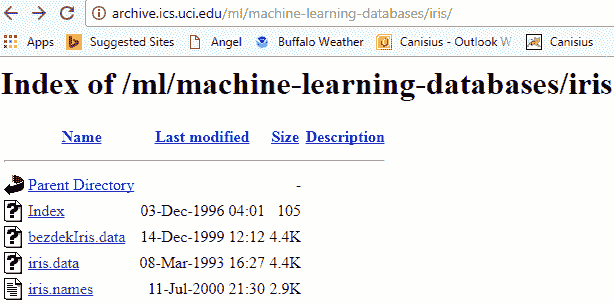 archive.ics.uci.edu/ml/machine-learning-databases/iris/
Apps Suggested Sites Angel Buffalo Weather Canisius - Outlook W Canisius
Index of /ml/machine-learning-databases/iris
Name Last modified Size Description
Parent Directory -
Index 03-Dec-1996 04:01 105
bezdekIris.data 14-Dec-1999 12:12 4.4K
iris.data 08-Mar-1993 16:27 4.4K
iris.names 11-Jul-2000 21:30 2.9K